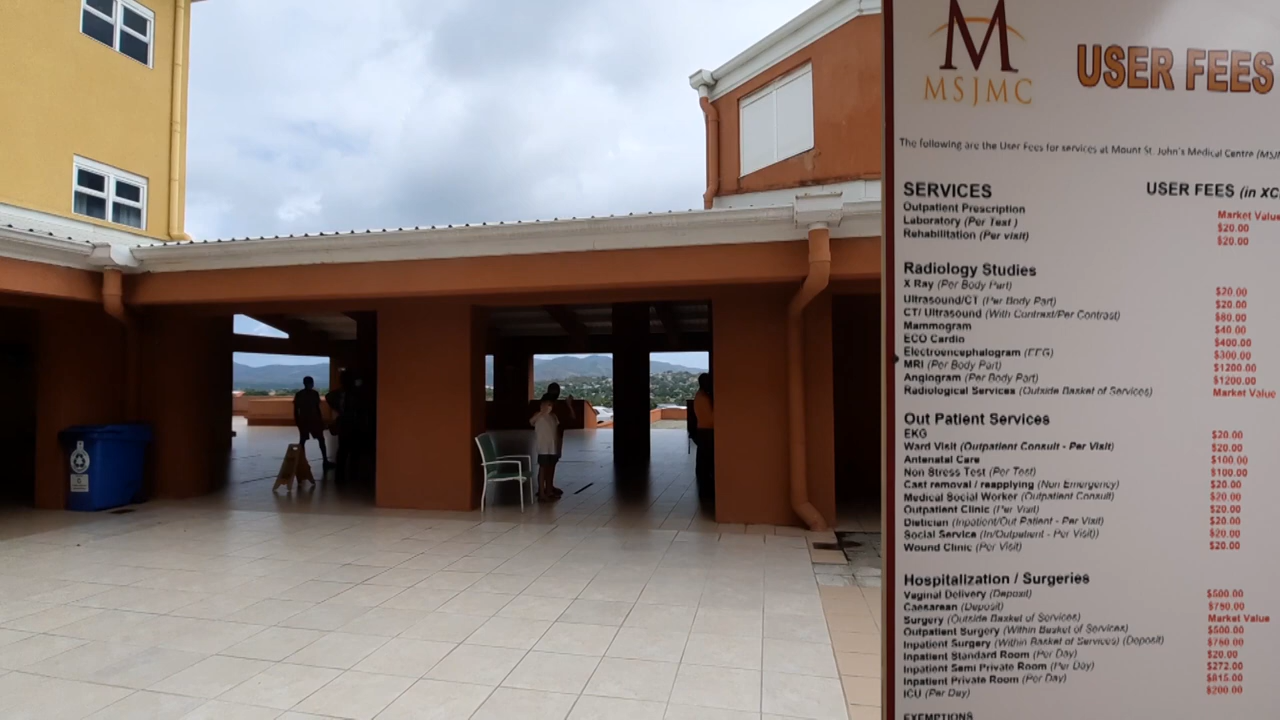 M
MSJMC
USER FEES
The following are the User Fees for services at Mount St. John's Medical Centre
SERVICES USER FEES (in XC
Outpatient Prescription Market Value
Laboratory (Per Test ) $20.00
Rehabilitation (Per visit) $20.00
Radiology Studies
X Ray (Per Body Part) $20.00
Ultrasound/CT (Per Body Part) $20.00
CT/ Ultrasound (With Contrast/Per Contrast) $80.00
Mammogram $40.00
ECO Cardio $400.00
Electroencephalogram (EEG) $300.00
MRI (Per Body Part) $1200.00
Angiogram (Per Body Part) $1200.00
Radiological Services (Outside Basket of Services) Market Value
Out Patient Services
EKG $20.00
Ward Visit (Outpatient Consult - Per Visit) $20.00
Antenatal Care $100.00
Non Stress Test (Per Test) $100.00
Cast removal / reapplying (Non Emergency) $20.00
Medical Social Worker (Outpatient Consult) $20.00
Outpatient Clinic (Per Visit) $20.00
Dietician (Inpatient/Out Patient - Per Visit) $20.00
Social Service (In/Outpatient - Per Visit)) $20.00
Wound Clinic (Per Visit) $20.00
Hospitalization / Surgeries
Vaginal Delivery (Deposit) $500.00
Caesarean (Deposit) $750.00
Surgery (Outside Basket of Services) Market Value
Outpatient Surgery (Within Basket of Services) $500.00
Inpatient Surgery (Within Basket of Services) (Deposit) $750.00
Inpatient Standard Room (Per Day) $20.00
Inpatient Semi Private Room (Per Day) $272.00
Inpatient Private Room (Per Day) $815.00
ICU (Per Day) $200.00
EXEMPTIONS